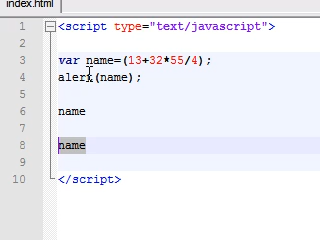 index.html
1 <script type="text/javascript">
2
3 var name=(13+32*55/4);
4 alert(name);
5
6 name
7
8 name
9
10 </script>